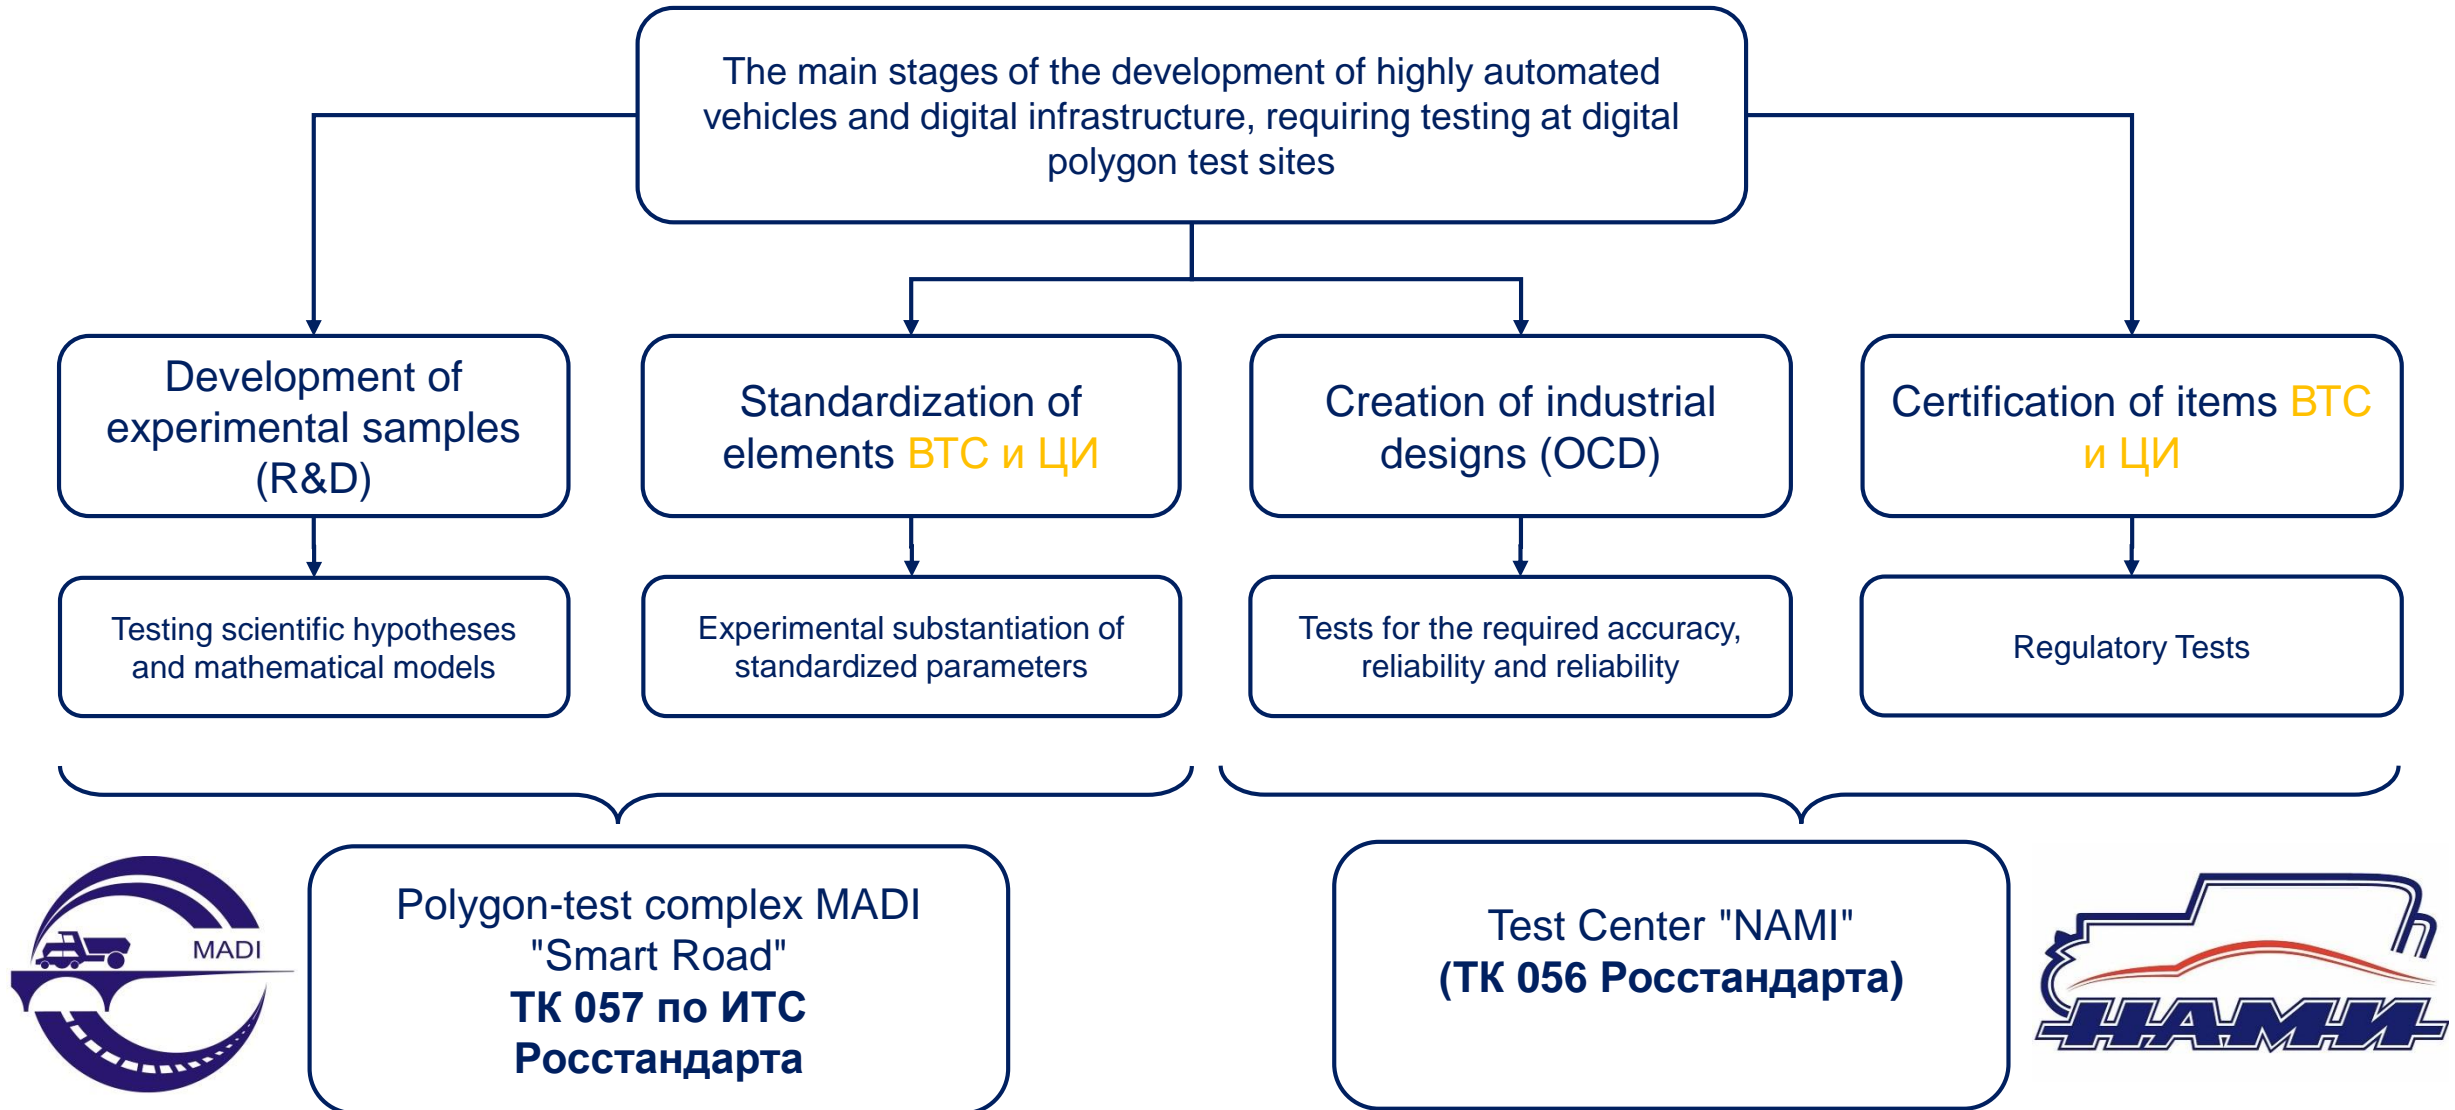 The main stages of the development of highly automated
vehicles and digital infrastructure, requiring testing at digital
polygon test sites
Development of
experimental samples
(R&D)
Standardization of
elements ВТС и ЦИ
Creation of industrial
designs (OCD)
Certification of items ВТС
и ЦИ
Testing scientific hypotheses
and mathematical models
Experimental substantiation of
standardized parameters
Tests for the required accuracy,
reliability and reliability
Regulatory Tests
MADI
Polygon-test complex MADI
"Smart Road"
ТК 057 по ИТС
Росстандарта
Test Center "NAMI"
(ТК 056 Росстандарта)
НАМИ